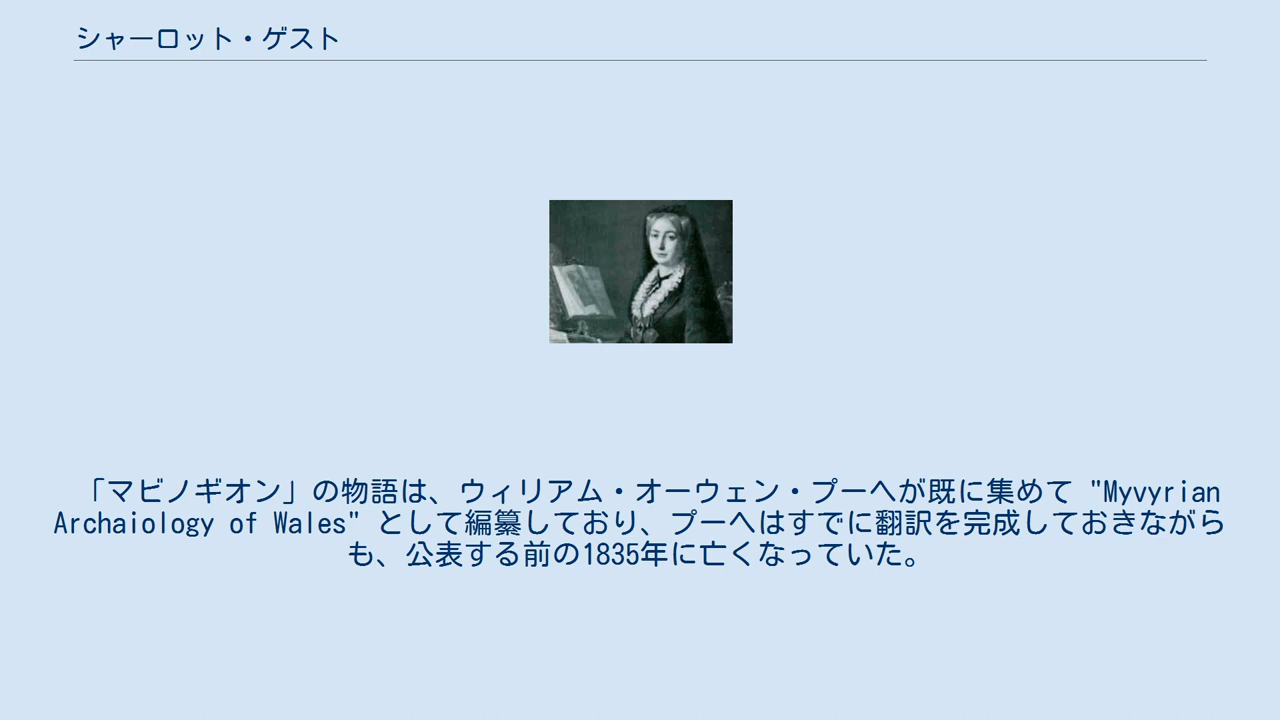 シャーロット・ゲスト
「マビノギオン」の物語は、ウィリアム・オーウェン・プーへが既に集めて "Myvyrian
Archaiology of Wales" として編纂しており、プーへはすでに翻訳を完成しておきながら
も、公表する前の1835年に亡くなっていた。